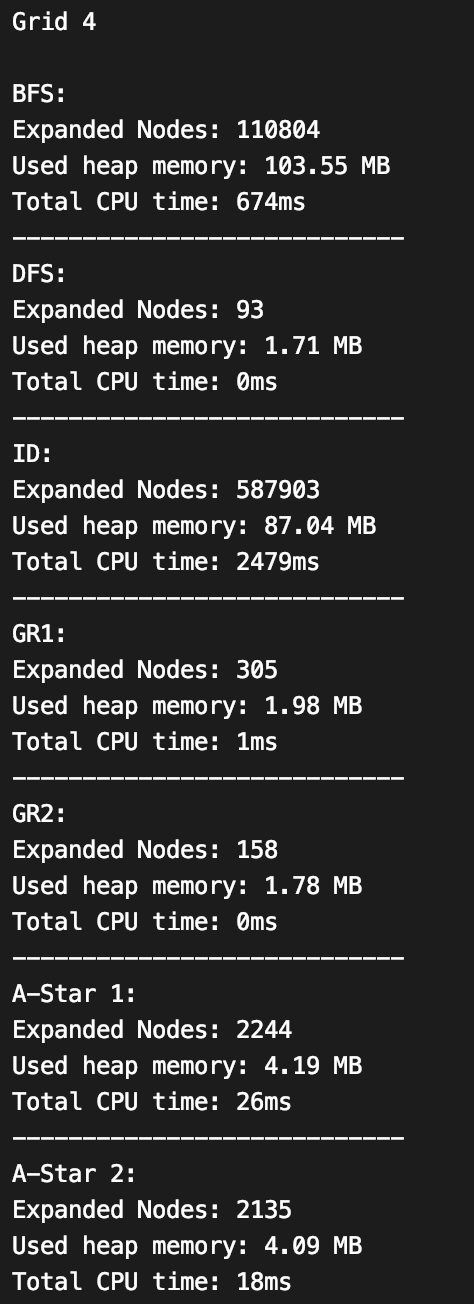 Grid 4
BFS:
Expanded Nodes: 110804
Used heap memory: 103.55 MB
Total CPU time: 674ms
----------------------------
DFS:
Expanded Nodes: 93
Used heap memory: 1.71 MB
Total CPU time: 0ms
----------------------------
ID:
Expanded Nodes: 587903
Used heap memory: 87.04 MB
Total CPU time: 2479ms
----------------------------
GR1:
Expanded Nodes: 305
Used heap memory: 1.98 MB
Total CPU time: 1ms
----------------------------
GR2:
Expanded Nodes: 158
Used heap memory: 1.78 MB
Total CPU time: 0ms
----------------------------
A-Star 1:
Expanded Nodes: 2244
Used heap memory: 4.19 MB
Total CPU time: 26ms
----------------------------
A-Star 2:
Expanded Nodes: 2135
Used heap memory: 4.09 MB
Total CPU time: 18ms